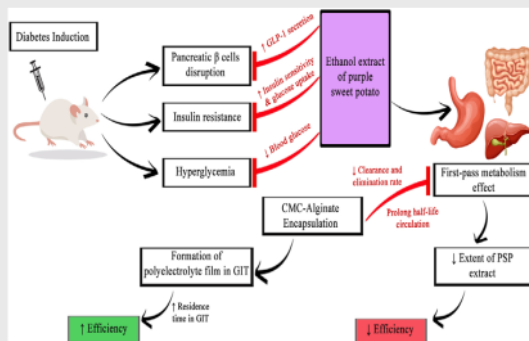 Diabetes Induction
Pancreatic β cells
disruption
Insulin resistance
Hyperglycemia
↑ GLP-1 secretion
↑ Insulin sensitivity
& glucose uptake
↓ Blood glucose
Ethanol extract
of purple
sweet potato
↓ Clearance and
elimination rate
Prolong half-life
circulation
First-pass metabolism
effect
CMC-Alginate
Encapsulation
Formation of
polyelectrolyte film in GIT
↓ Extent of PSP
extract
↑ Residence
time in GIT
↑ Efficiency
↓ Efficiency